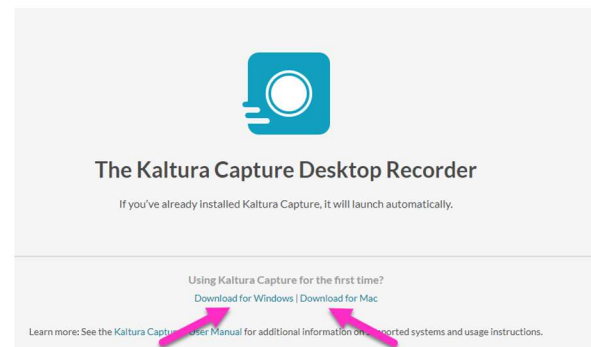 The Kaltura Capture Desktop Recorder
If you've already installed Kaltura Capture, it will launch automatically.
Using Kaltura Capture for the first time?
Download for Windows | Download for Mac
Learn more: See the Kaltura Capture User Manual for additional information on supported systems and usage instructions.